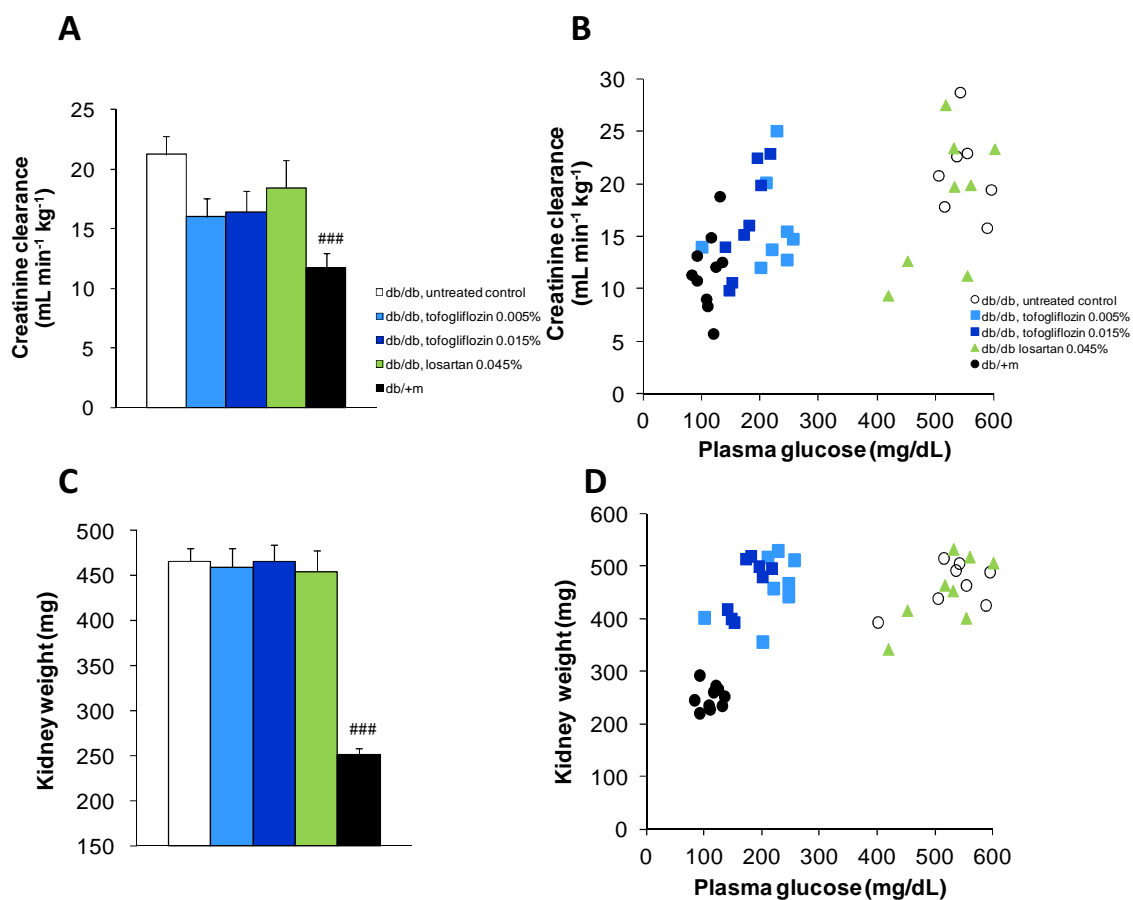 A
Creatinine clearance
(mL min⁻¹ kg⁻¹)
25
20
15
10
5
0
###
db/db, untreated control
db/db, tofogliflozin 0.005%
db/db, tofogliflozin 0.015%
db/db, losartan 0.045%
db/+m
B
Creatinine clearance
(mL min⁻¹ kg⁻¹)
30
25
20
15
10
5
0
db/db, untreated control
db/db, tofogliflozin 0.005%
db/db, tofogliflozin 0.015%
db/db losartan 0.045%
db/+m
0 100 200 300 400 500 600
Plasma glucose (mg/dL)
C
Kidney weight (mg)
500
450
400
350
300
250
200
150
###
D
Kidney weight (mg)
600
500
400
300
200
100
0
0 100 200 300 400 500 600
Plasma glucose (mg/dL)